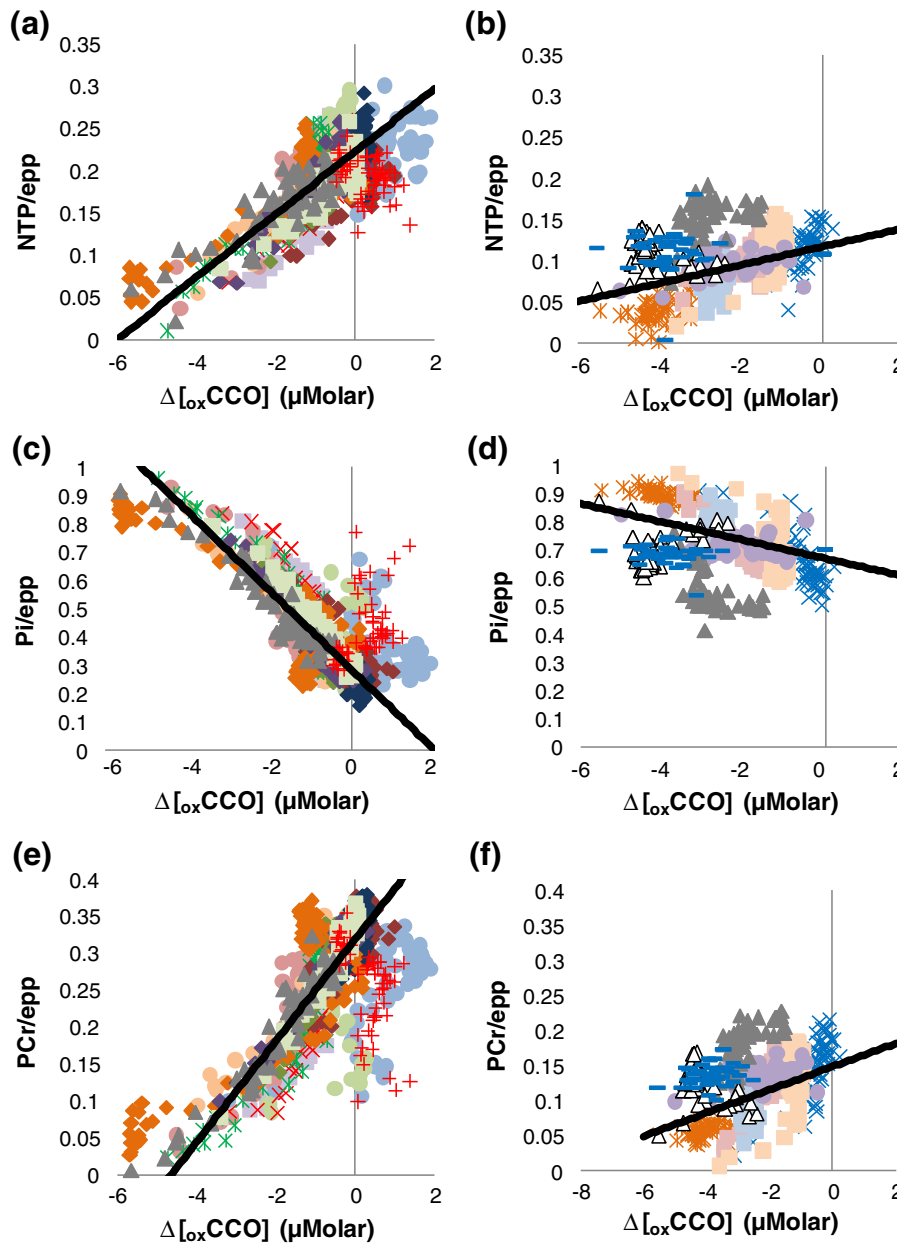 (a)
0.35
0.3
0.25
0.2
0.15
0.1
0.05
0
NTP/epp
-6 -4 -2 0 2
Δ[oxCCO] (μMolar)
(b)
0.35
0.3
0.25
0.2
0.15
0.1
0.05
0
NTP/epp
-6 -4 -2 0 2
Δ[oxCCO] (μMolar)
(c)
1
0.9
0.8
0.7
0.6
0.5
0.4
0.3
0.2
0.1
0
Pi/epp
-6 -4 -2 0 2
Δ[oxCCO] (μMolar)
(d)
1
0.9
0.8
0.7
0.6
0.5
0.4
0.3
0.2
0.1
0
Pi/epp
-6 -4 -2 0 2
Δ[oxCCO] (μMolar)
(e)
0.4
0.35
0.3
0.25
0.2
0.15
0.1
0.05
0
PCr/epp
-6 -4 -2 0 2
Δ[oxCCO] (μMolar)
(f)
0.4
0.35
0.3
0.25
0.2
0.15
0.1
0.05
0
PCr/epp
-8 -6 -4 -2 0 2
Δ[oxCCO] (μMolar)